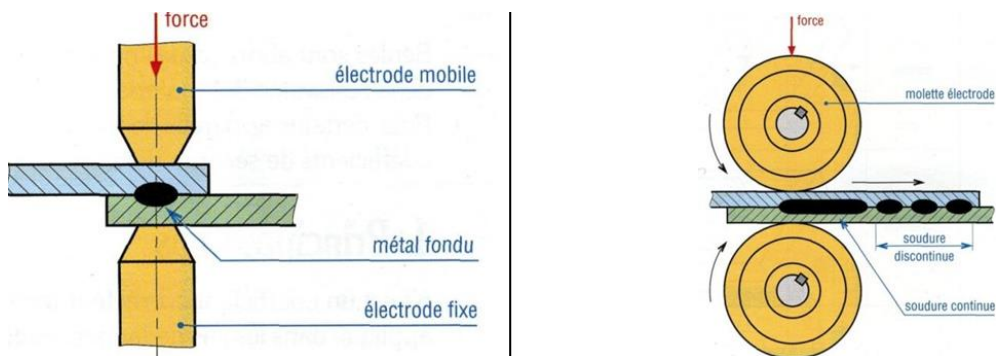 force
électrode mobile
métal fondu
électrode fixe
force
molette électrode
soudure
discontinue
soudure continue